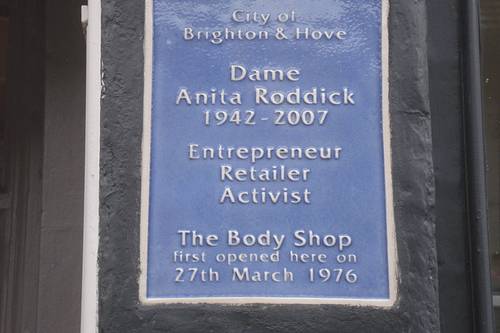 City of
Brighton & Hove
Dame
Anita Roddick
1942-2007
Entrepreneur
Retailer
Activist
The Body Shop
first opened here on
27th March 1976